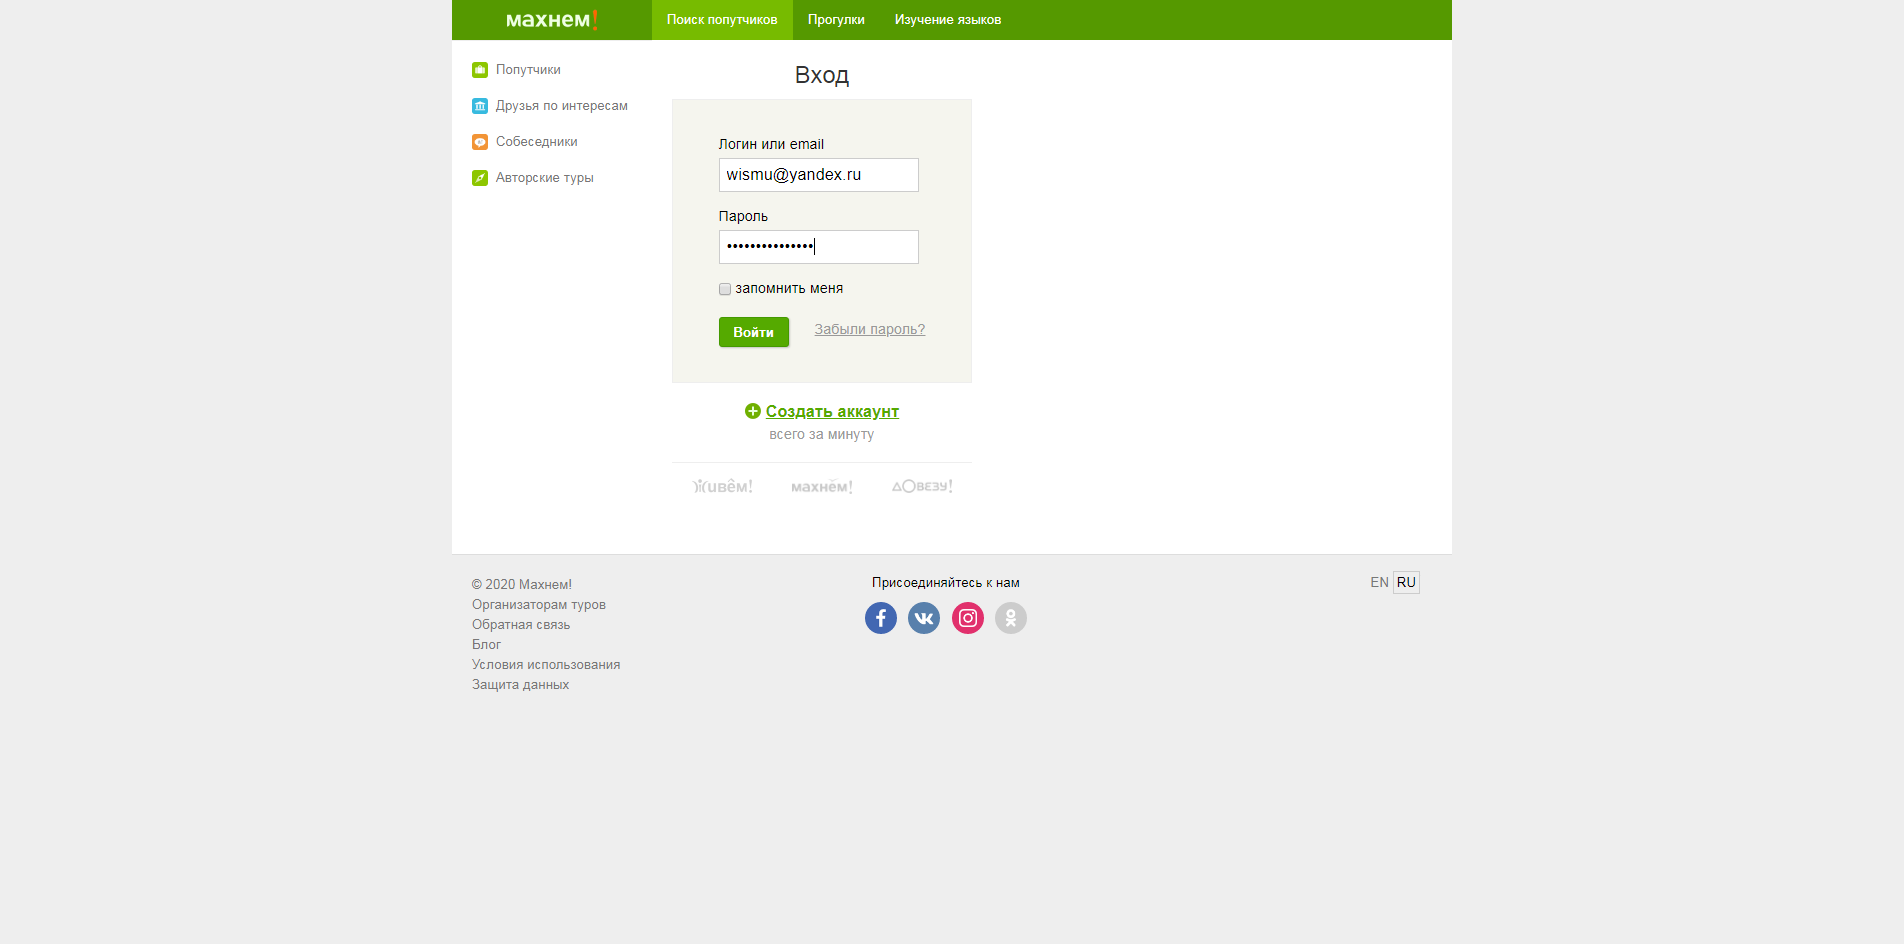 махнем!
Поиск попутчиков
Прогулки
Изучение языков
Попутчики
Друзья по интересам
Собеседники
Авторские туры
Вход
Логин или email
wismu@yandex.ru
Пароль
•••••••••••••••
запомнить меня
Войти
Забыли пароль?
Создать аккаунт
всего за минуту
Живём!
махнём!
ДОВЕЗУ!
© 2020 Махнем!
Организаторам туров
Обратная связь
Блог
Условия использования
Защита данных
Присоединяйтесь к нам
EN RU